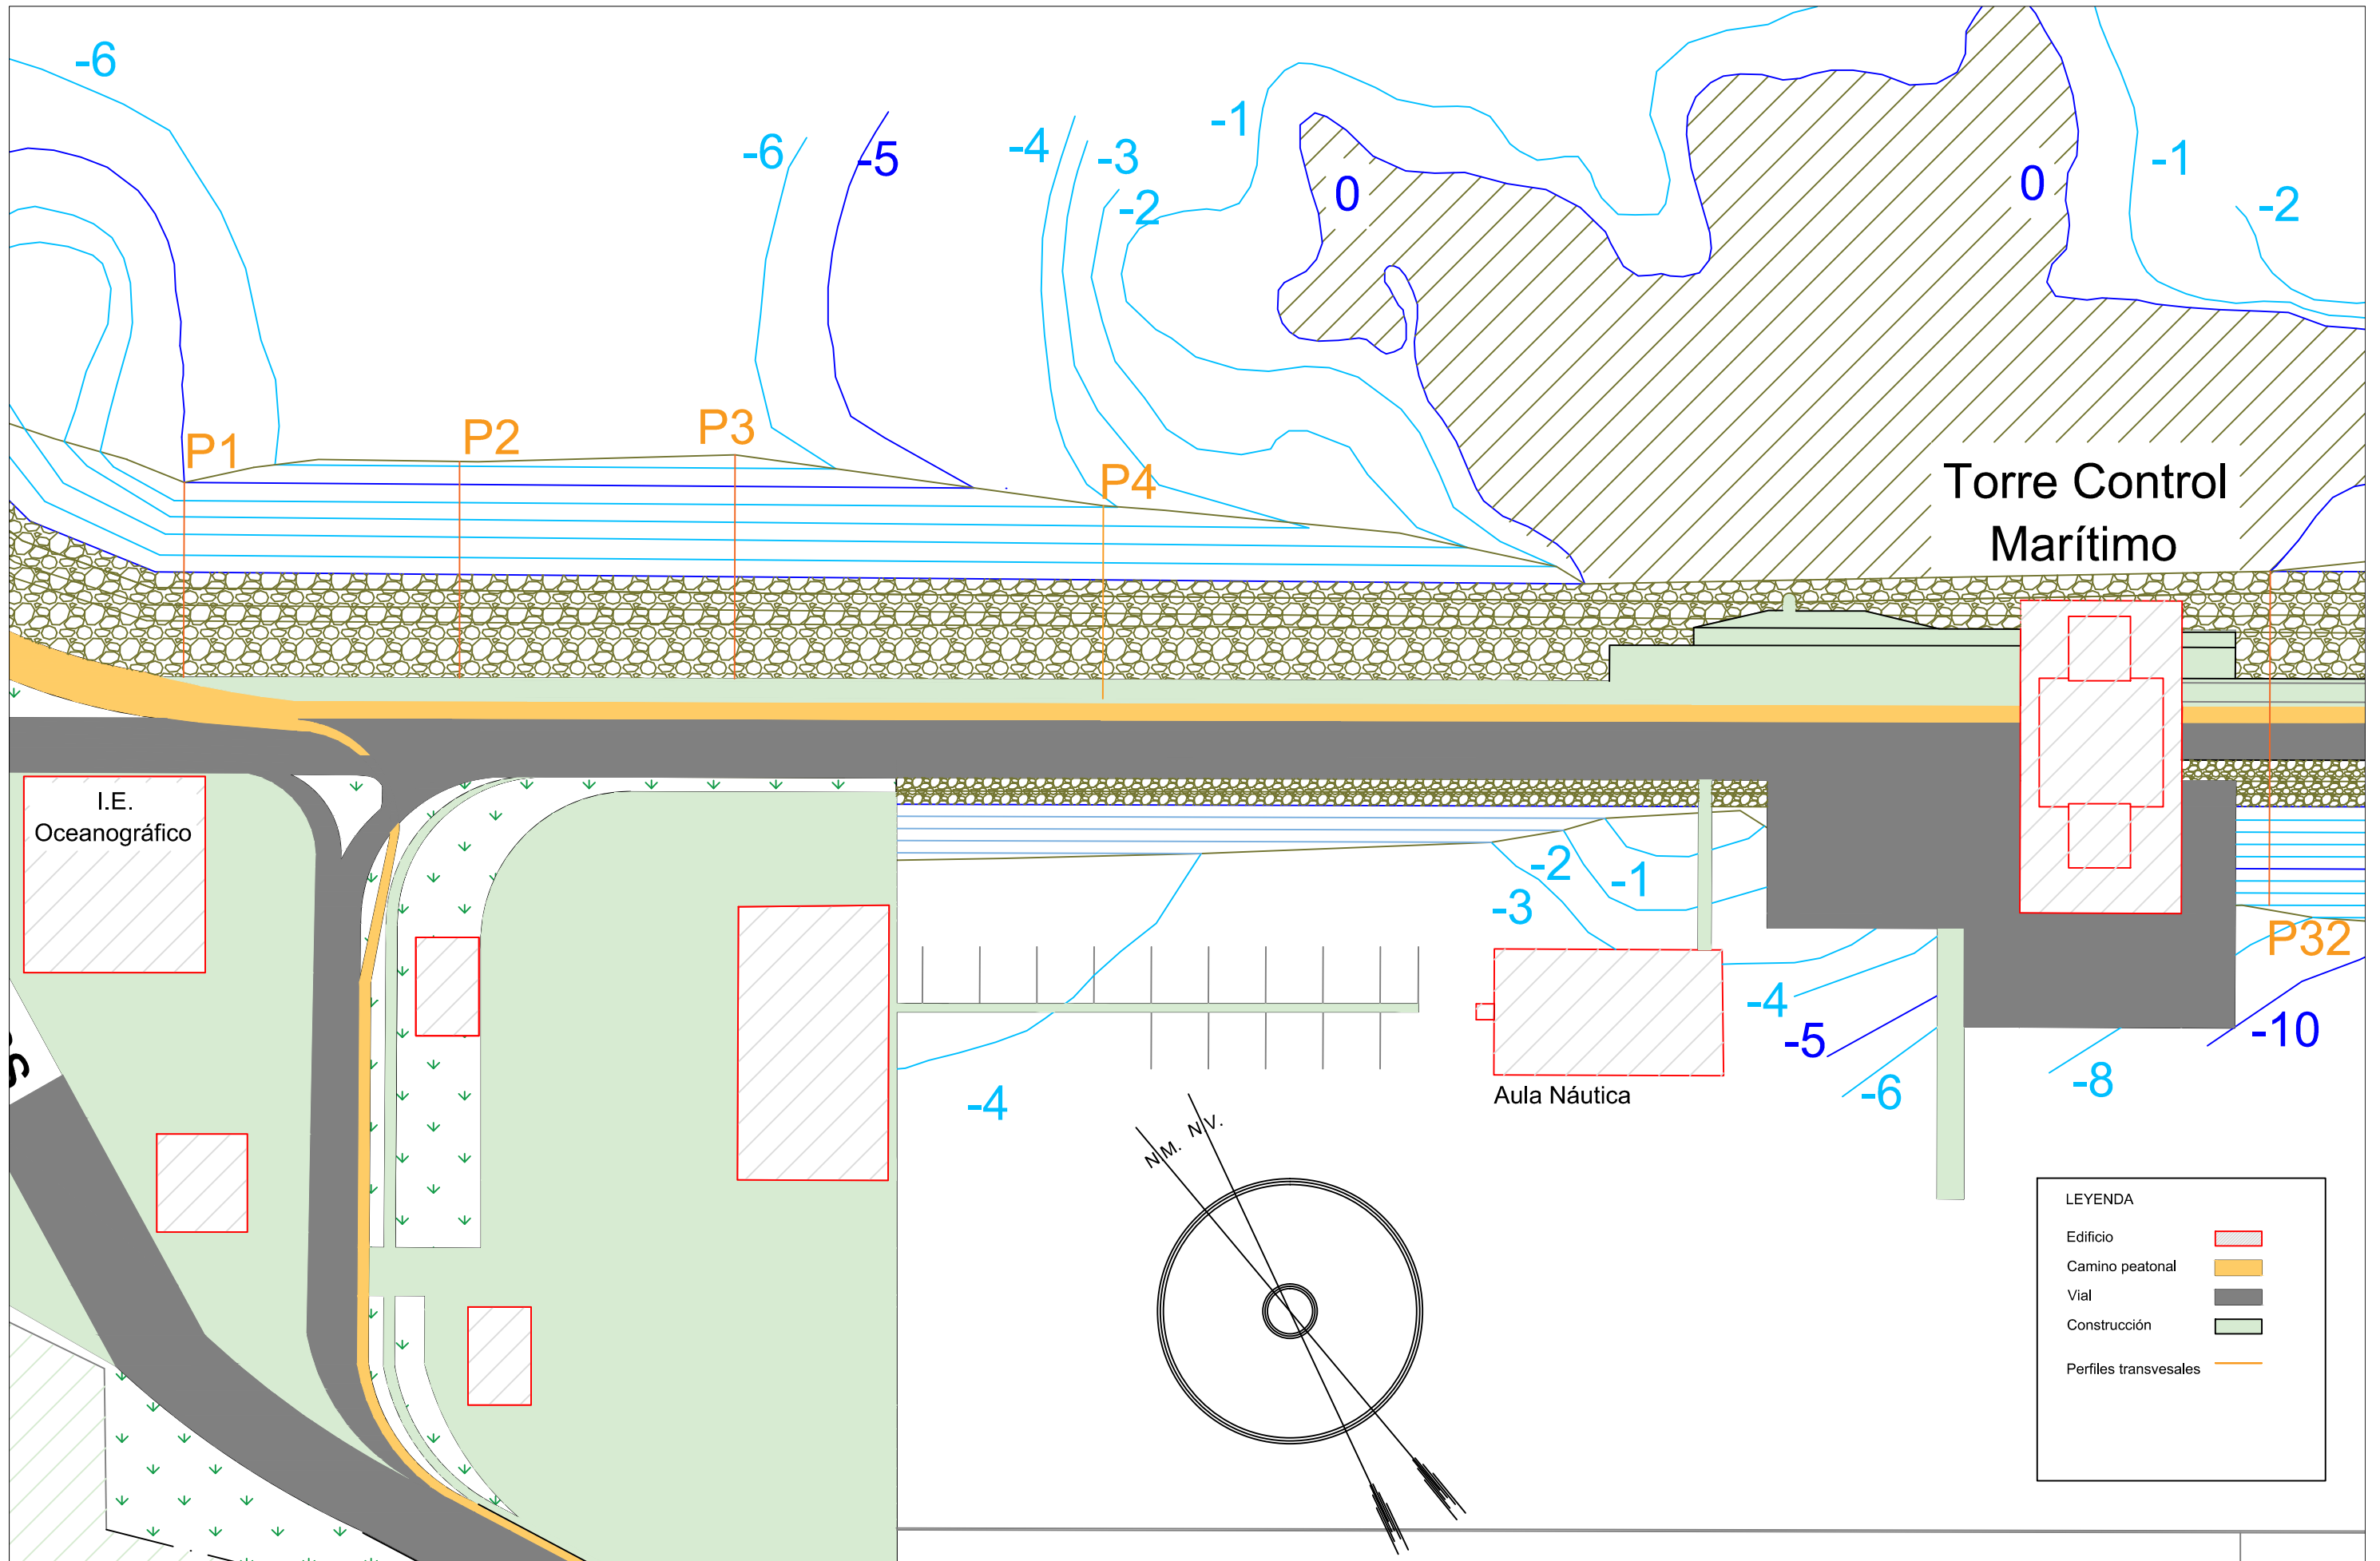 -6
-6
-5
-4
-3
-2
-1
0
0
-1
-2
P1
P2
P3
P4
Torre Control
Marítimo
I.E.
Oceanográfico
-2
-1
-3
-4
-5
-6
-8
-10
P32
-4
Aula Náutica
N.M. N.V.
LEYENDA
Edificio
Camino peatonal
Vial
Construcción
Perfiles transvesales